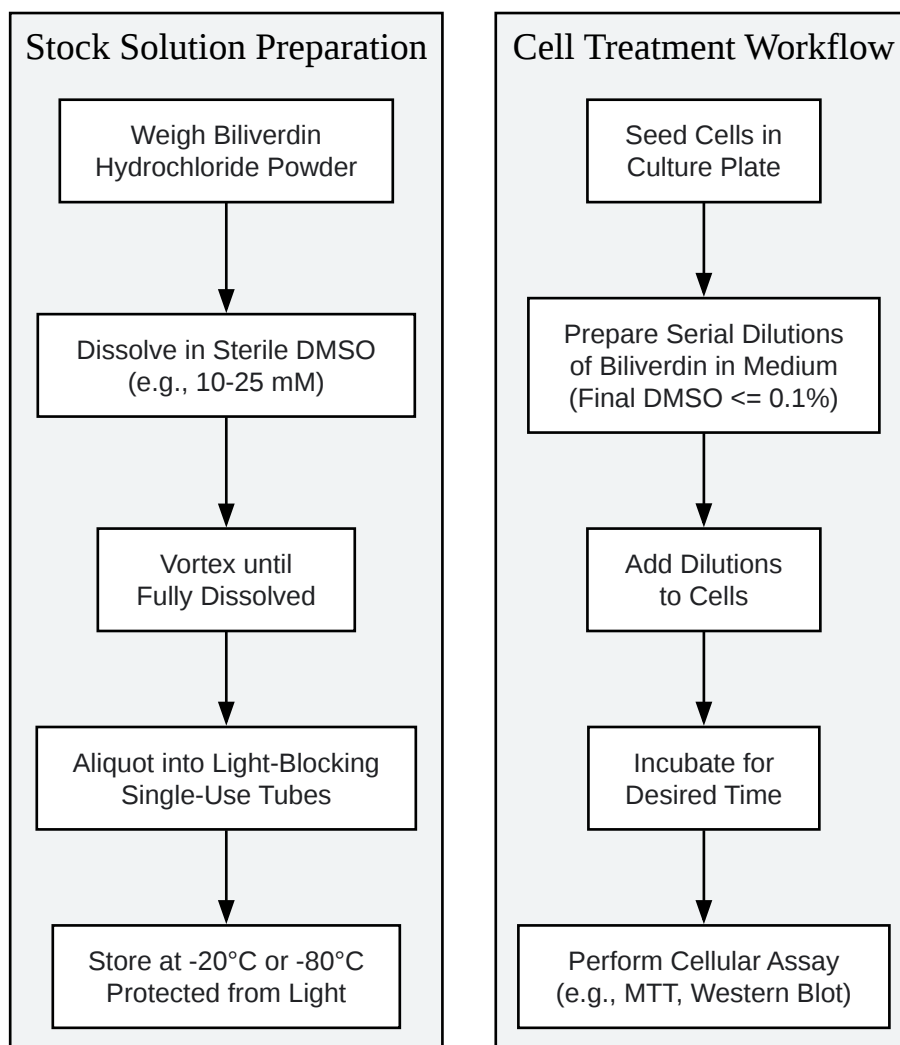 Stock Solution Preparation
Weigh Biliverdin
Hydrochloride Powder
Dissolve in Sterile DMSO
(e.g., 10-25 mM)
Vortex until
Fully Dissolved
Aliquot into Light-Blocking
Single-Use Tubes
Store at -20°C or -80°C
Protected from Light
Cell Treatment Workflow
Seed Cells in
Culture Plate
Prepare Serial Dilutions
of Biliverdin in Medium
(Final DMSO <= 0.1%)
Add Dilutions
to Cells
Incubate for
Desired Time
Perform Cellular Assay
(e.g., MTT, Western Blot)